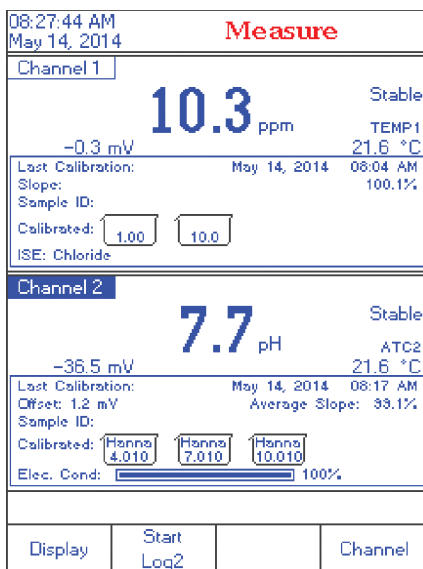 08:27:44 AM
May 14, 2014
Measure
Channel 1
10.3 ppm
Stable
TEMP1
-0.3 mV
21.6 °C
Last Calibration: May 14, 2014 08:04 AM
Slope: 100.1%
Sample ID:
Calibrated: 1.00 10.0
ISE: Chloride
Channel 2
7.7 pH
Stable
ATC2
-36.5 mV
21.6 °C
Last Calibration: May 14, 2014 08:17 AM
Offset: 1.2 mV Average Slope: 99.1%
Sample ID:
Calibrated: Hanna 4.010 Hanna 7.010 Hanna 10.010
Elec. Cond: 100%
Display
Start
Log2
Channel